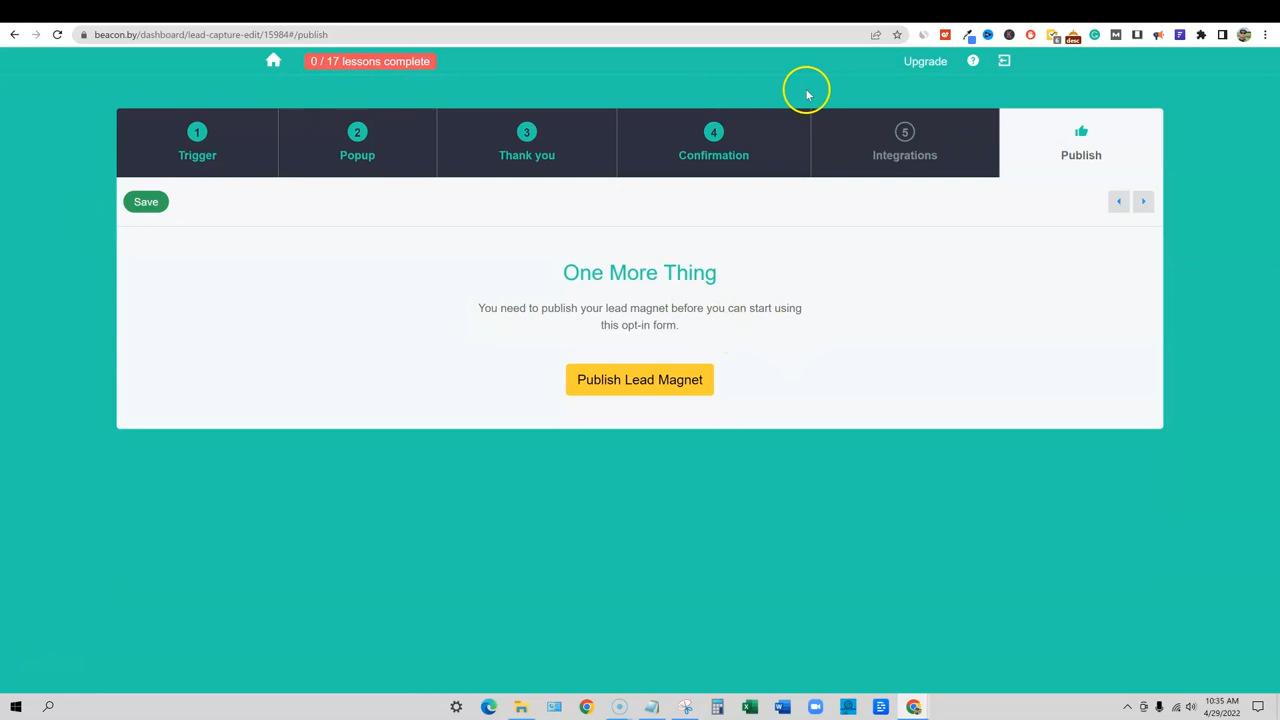 beacon.by/dashboard/lead-capture-edit/15984#/publish
0 / 17 lessons complete
Upgrade
1
2
3
4
5
Trigger
Popup
Thank you
Confirmation
Integrations
Publish
Save
One More Thing
You need to publish your lead magnet before you can start using
this opt-in form.
Publish Lead Magnet
10:35 AM
4/29/2022